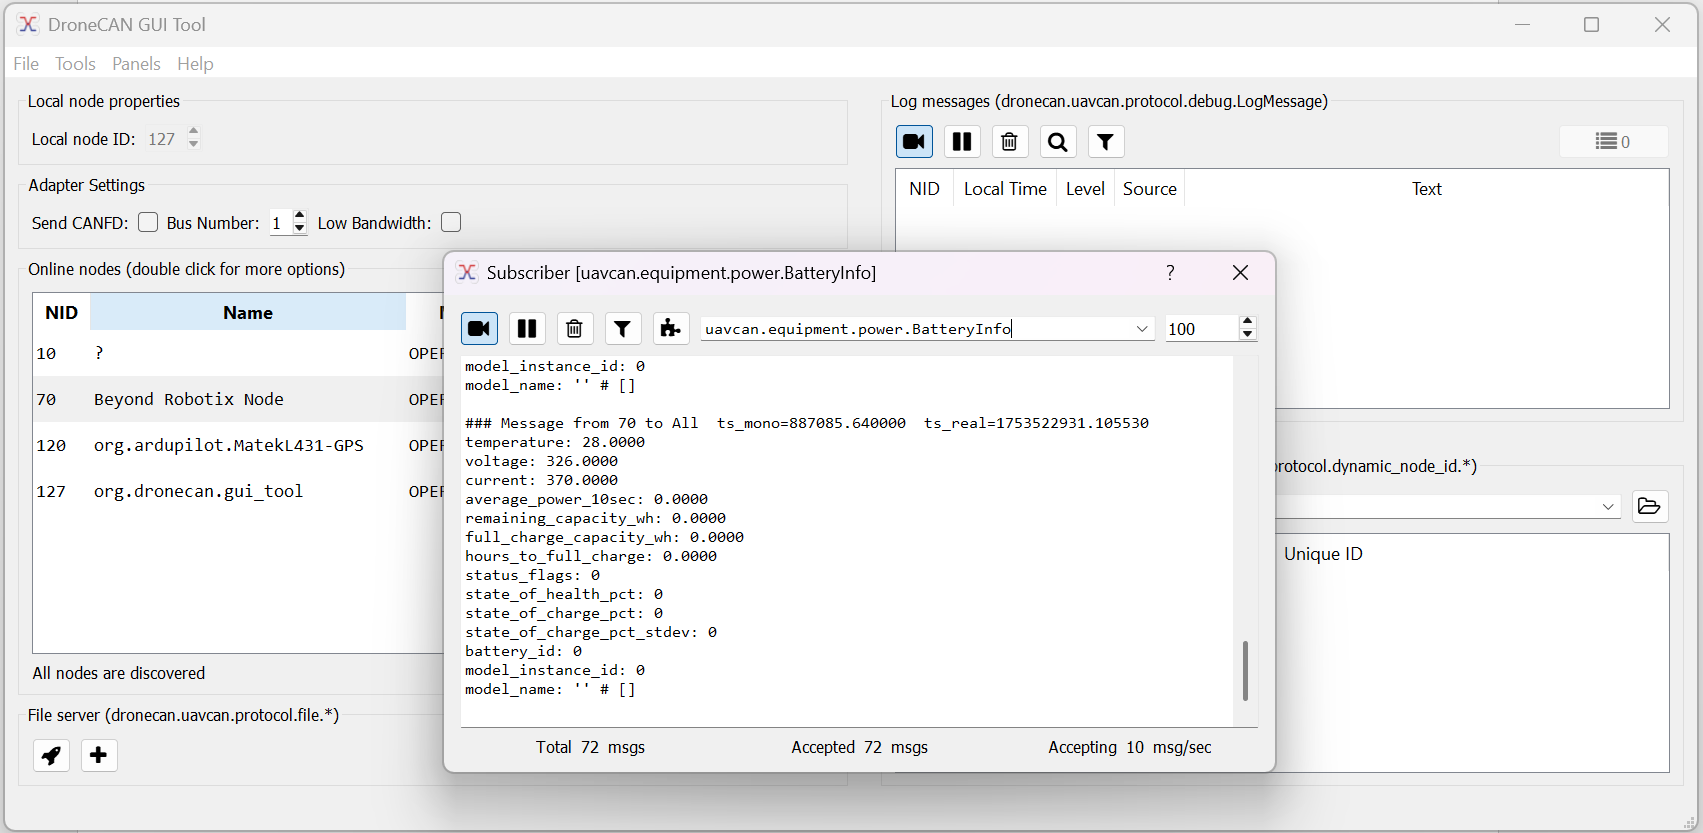 DroneCAN GUI Tool
File Tools Panels Help
Local node properties
Local node ID: 127
Adapter Settings
Send CANFD: Bus Number: 1 Low Bandwidth:
Online nodes (double click for more options)
NID Name
10 ? OPER
70 Beyond Robotix Node OPER
120 org.ardupilot.MatekL431-GPS OPER
127 org.dronecan.gui_tool OPER
All nodes are discovered
File server (dronecan.uavcan.protocol.file.*)
Log messages (dronecan.uavcan.protocol.debug.LogMessage)
0
NID Local Time Level Source Text
rotocol.dynamic_node_id.*)
Unique ID
Subscriber [uavcan.equipment.power.BatteryInfo]
?
uavcan.equipment.power.BatteryInfo 100
model_instance_id: 0
model_name: '' # []
### Message from 70 to All ts_mono=887085.640000 ts_real=1753522931.105530
temperature: 28.0000
voltage: 326.0000
current: 370.0000
average_power_10sec: 0.0000
remaining_capacity_wh: 0.0000
full_charge_capacity_wh: 0.0000
hours_to_full_charge: 0.0000
status_flags: 0
state_of_health_pct: 0
state_of_charge_pct: 0
state_of_charge_pct_stdev: 0
battery_id: 0
model_instance_id: 0
model_name: '' # []
Total 72 msgs Accepted 72 msgs Accepting 10 msg/sec